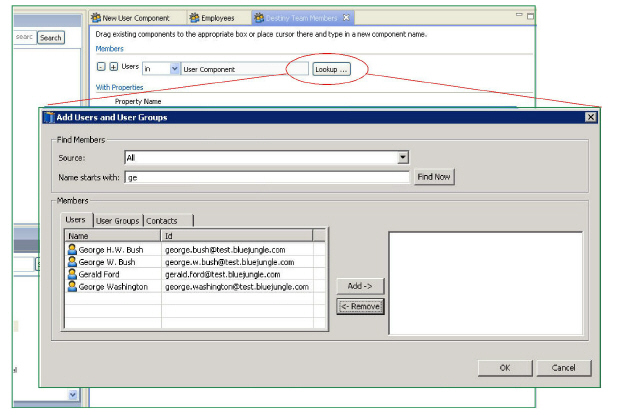 New User Component Employees Destiny Team Members
searc Search
Drag existing components to the appropriate box or place cursor there and type in a new component name.
Members
Users in User Component Lookup ...
With Properties
Property Name
Add Users and User Groups
Find Members
Source: All
Name starts with: ge Find Now
Members
Users User Groups Contacts
Name Id
George H.W. Bush george.bush@test.bluejungle.com
George W. Bush george.w.bush@test.bluejungle.com
Gerald Ford gerald.ford@test.bluejungle.com
George Washington george.washington@test.bluejungle.com
Add ->
<- Remove
OK Cancel